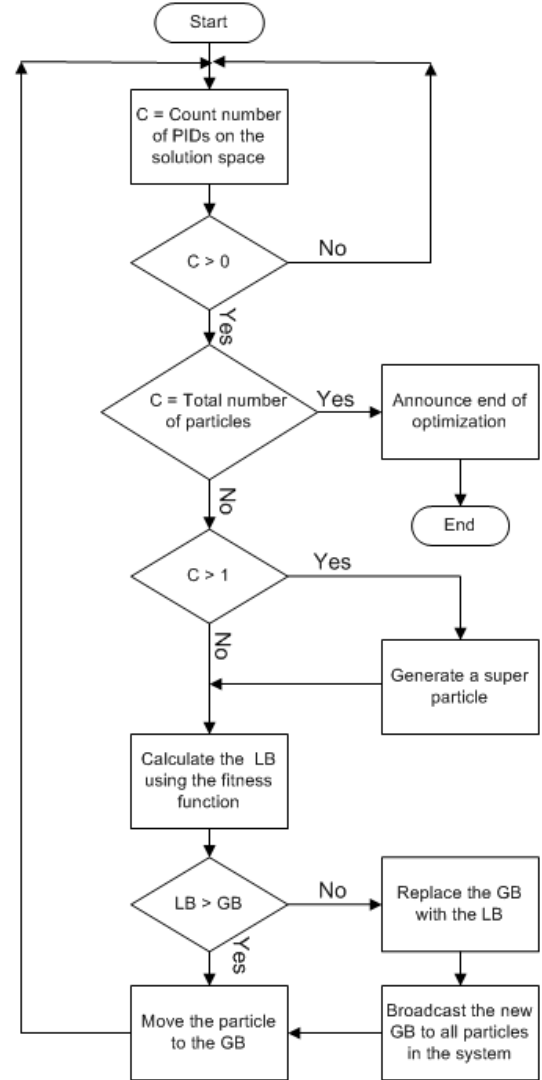 Start
C = Count number
of PIDs on the
solution space
C > 0
No
Yes
C = Total number
of particles
Yes
Announce end of
optimization
No
End
C > 1
Yes
No
Generate a super
particle
Calculate the LB
using the fitness
function
LB > GB
No
Replace the GB
with the LB
Yes
Move the particle
to the GB
Broadcast the new
GB to all particles
in the system